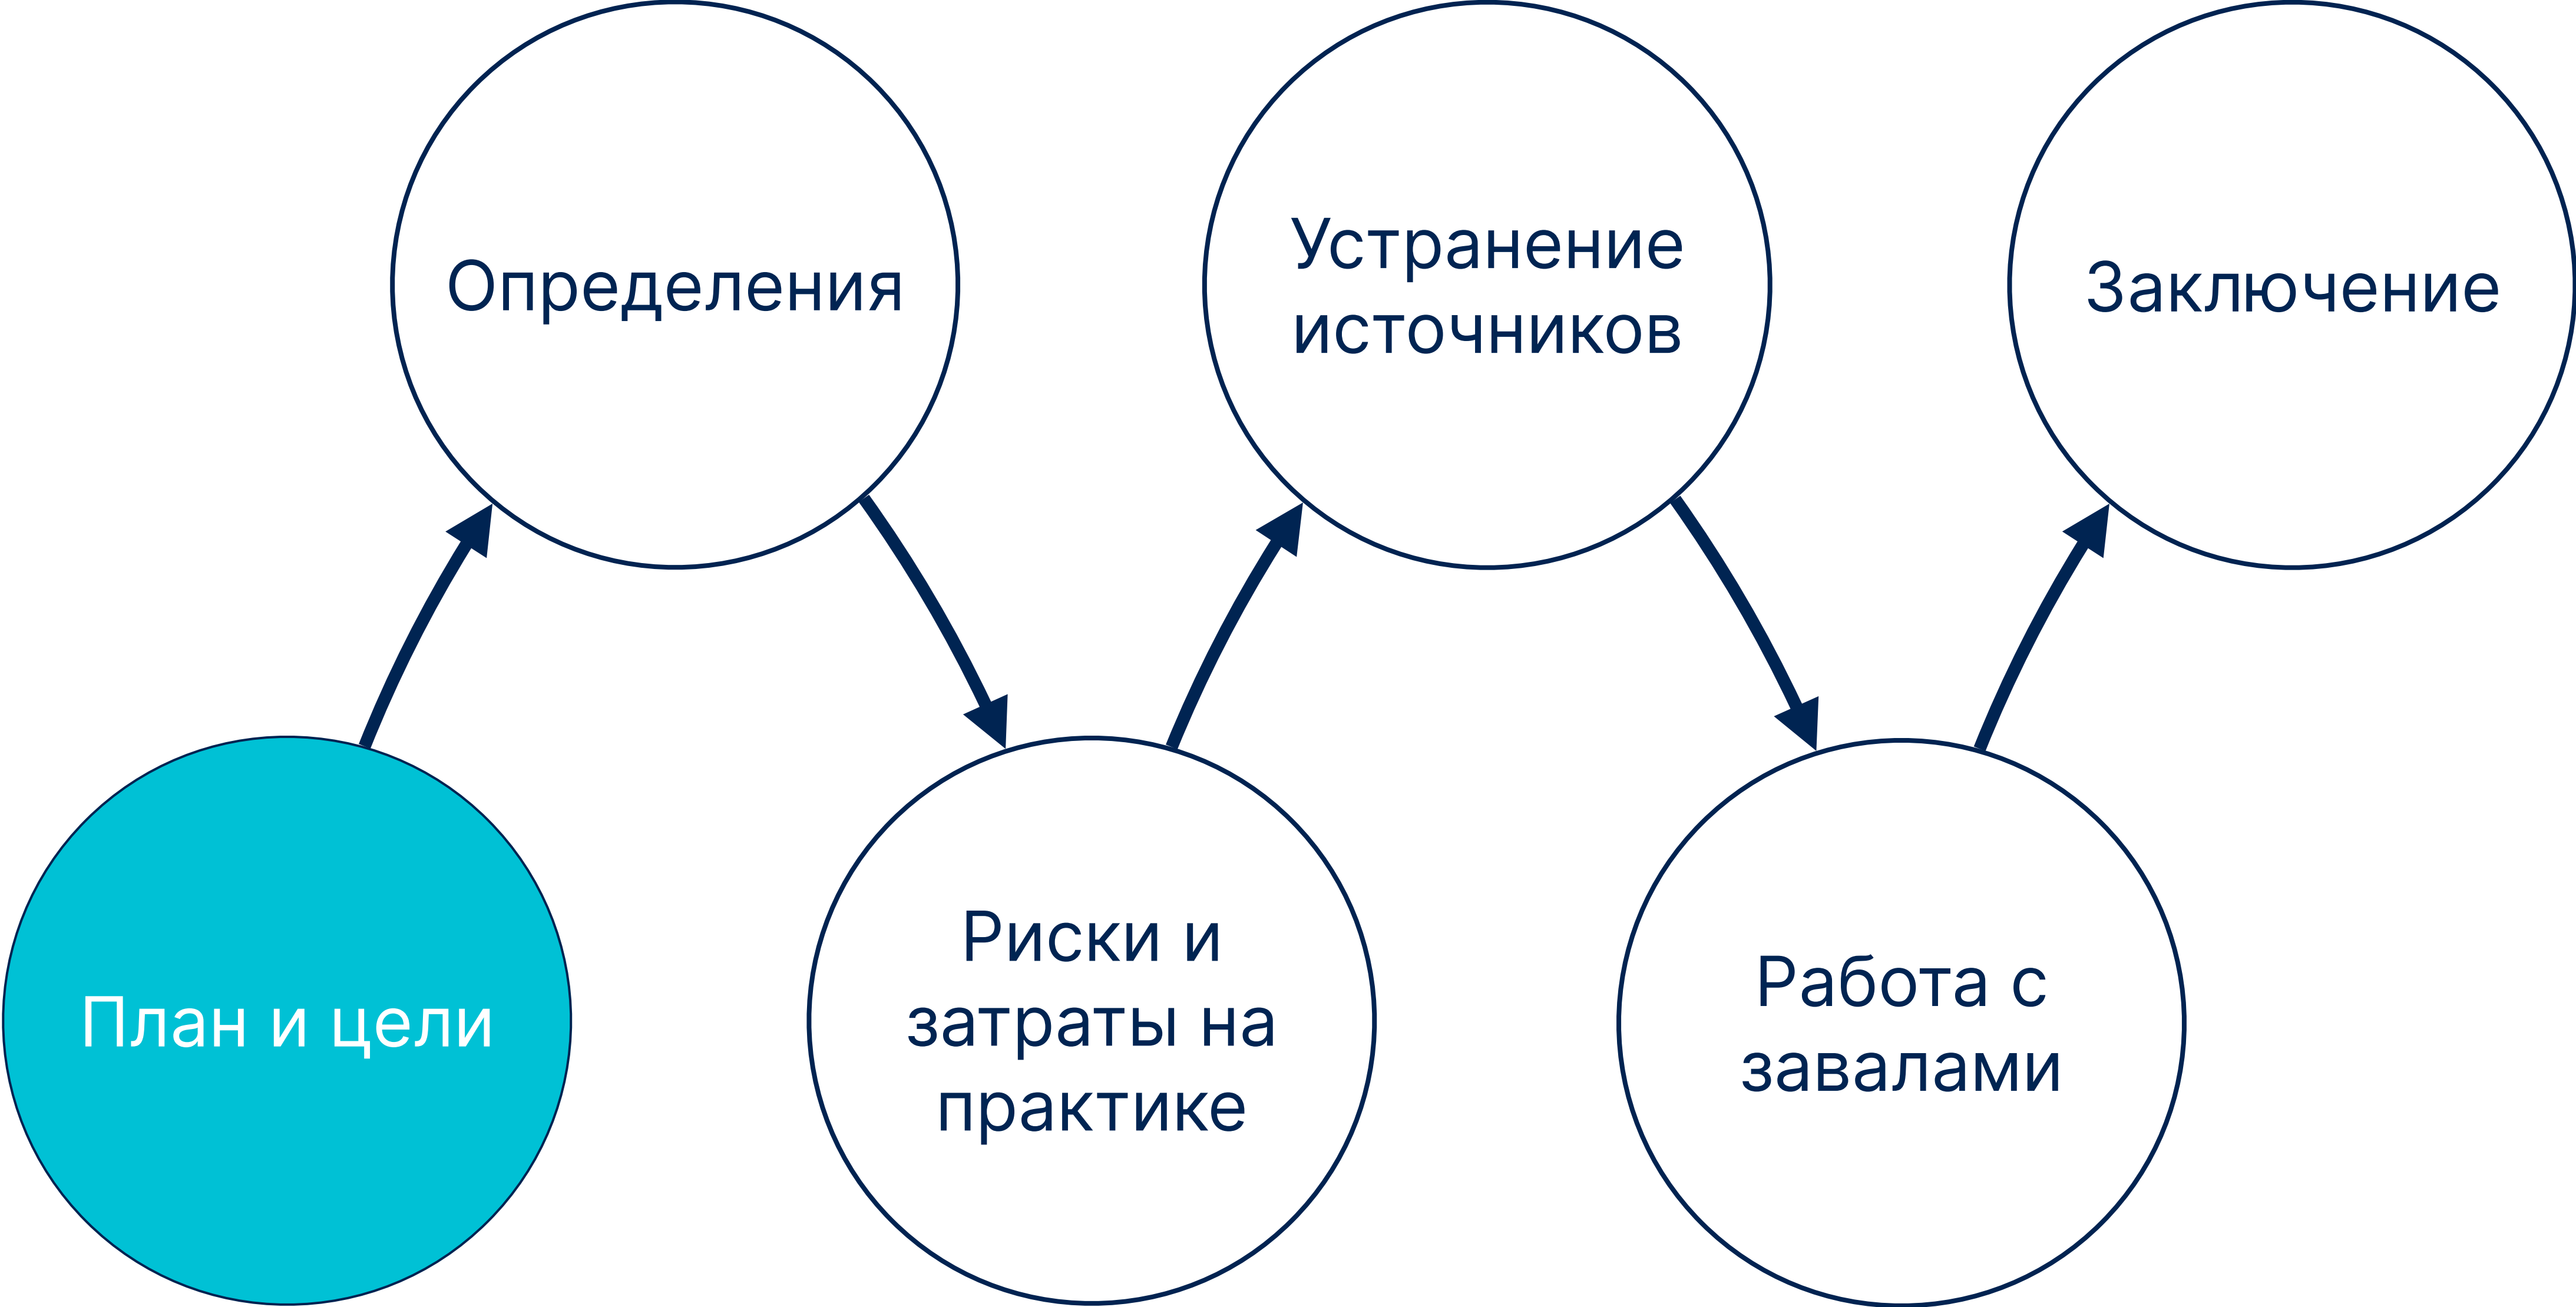 План и цели
Определения
Риски и
затраты на
практике
Устранение
источников
Работа с
завалами
Заключение